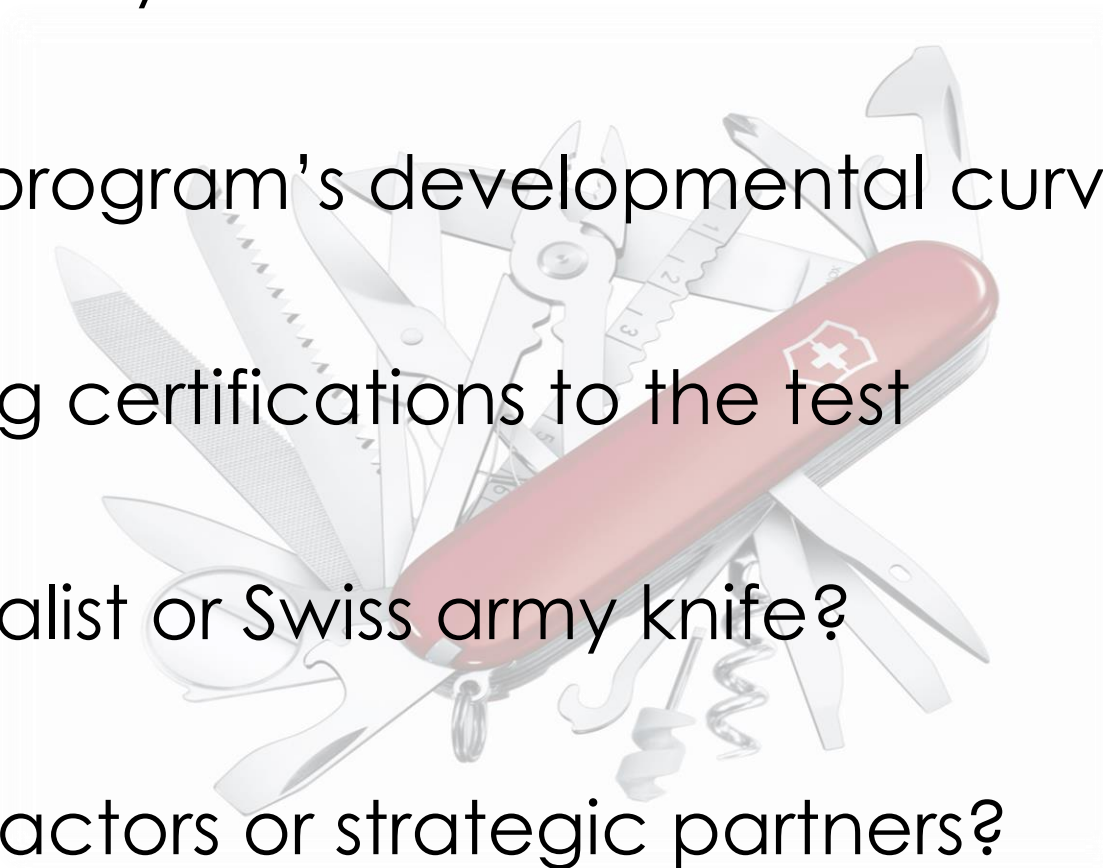 program’s developmental curv
g certifications to the test
alist or Swiss army knife?
actors or strategic partners?